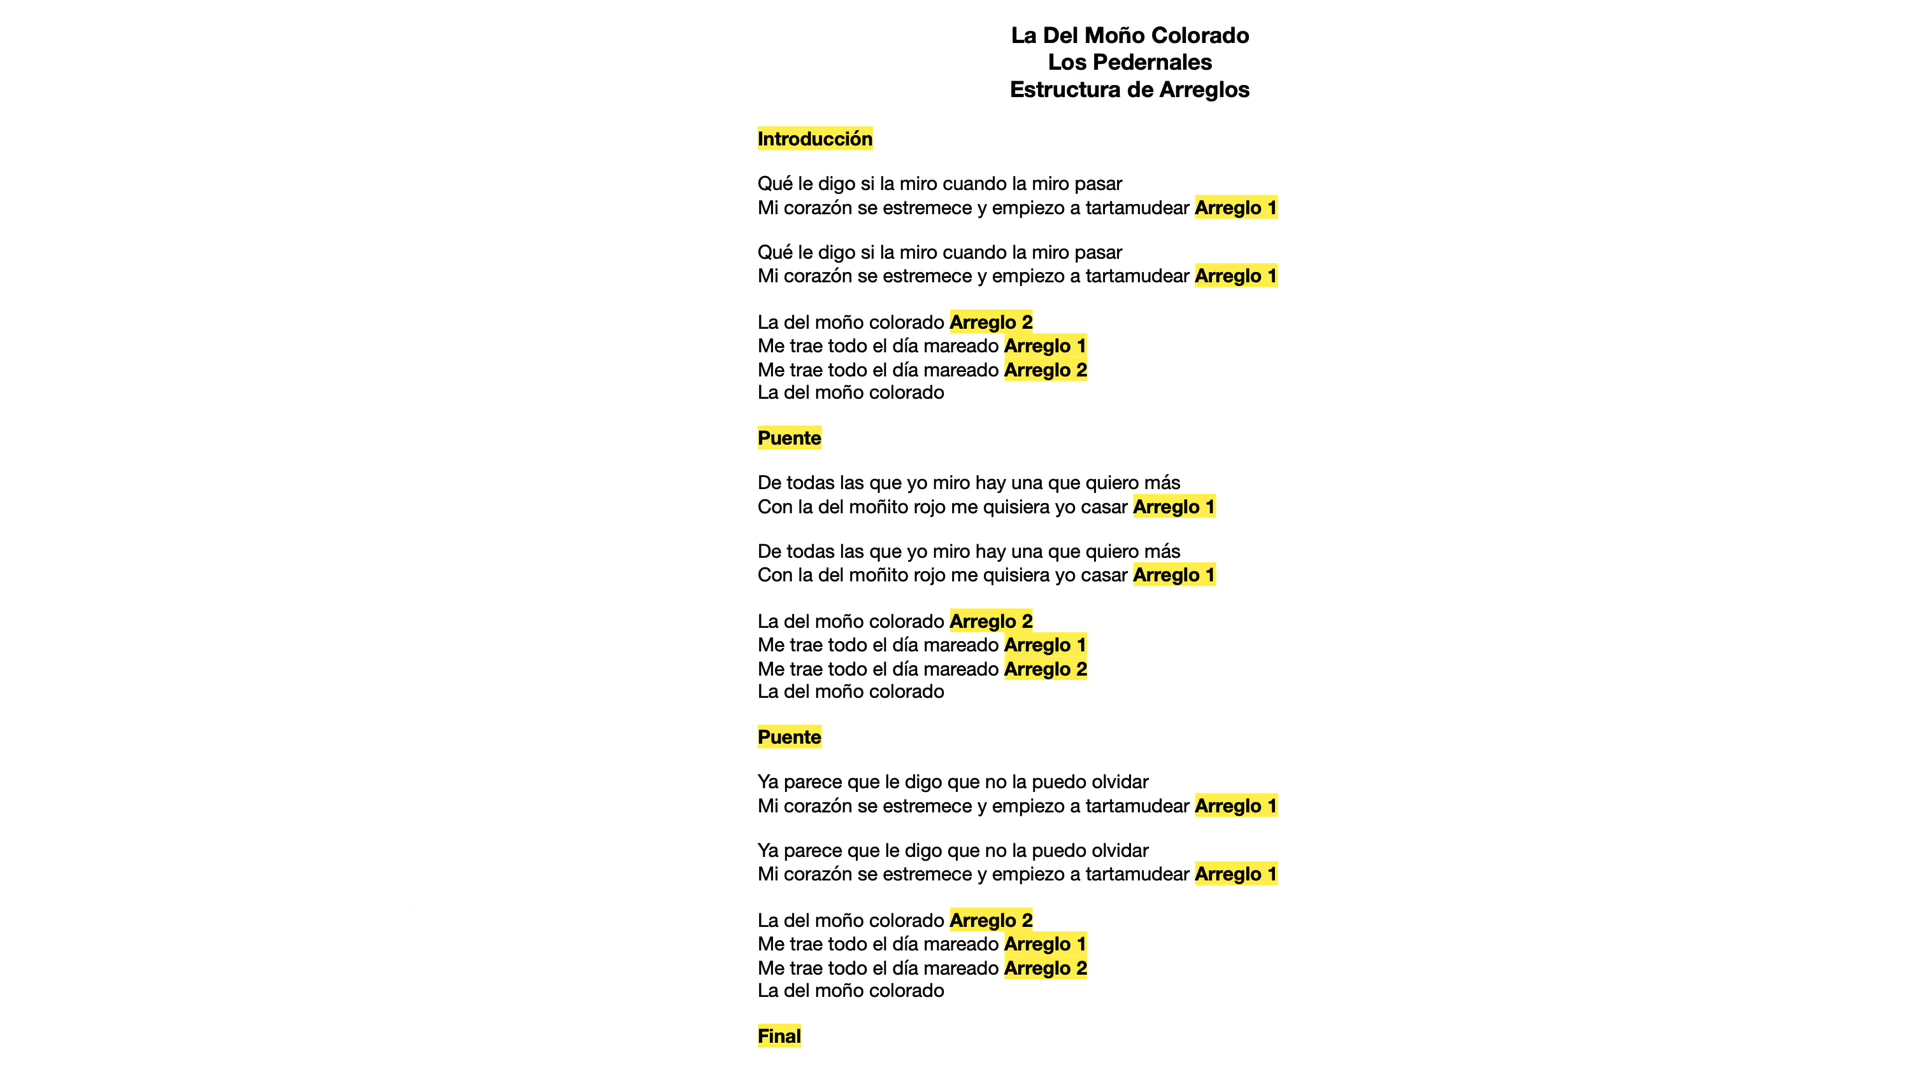 La Del Moño Colorado
Los Pedernales
Estructura de Arreglos
Introducción
Qué le digo si la miro cuando la miro pasar
Mi corazón se estremece y empiezo a tartamudear Arreglo 1
Qué le digo si la miro cuando la miro pasar
Mi corazón se estremece y empiezo a tartamudear Arreglo 1
La del moño colorado Arreglo 2
Me trae todo el día mareado Arreglo 1
Me trae todo el día mareado Arreglo 2
La del moño colorado
Puente
De todas las que yo miro hay una que quiero más
Con la del moñito rojo me quisiera yo casar Arreglo 1
De todas las que yo miro hay una que quiero más
Con la del moñito rojo me quisiera yo casar Arreglo 1
La del moño colorado Arreglo 2
Me trae todo el día mareado Arreglo 1
Me trae todo el día mareado Arreglo 2
La del moño colorado
Puente
Ya parece que le digo que no la puedo olvidar
Mi corazón se estremece y empiezo a tartamudear Arreglo 1
Ya parece que le digo que no la puedo olvidar
Mi corazón se estremece y empiezo a tartamudear Arreglo 1
La del moño colorado Arreglo 2
Me trae todo el día mareado Arreglo 1
Me trae todo el día mareado Arreglo 2
La del moño colorado
Final